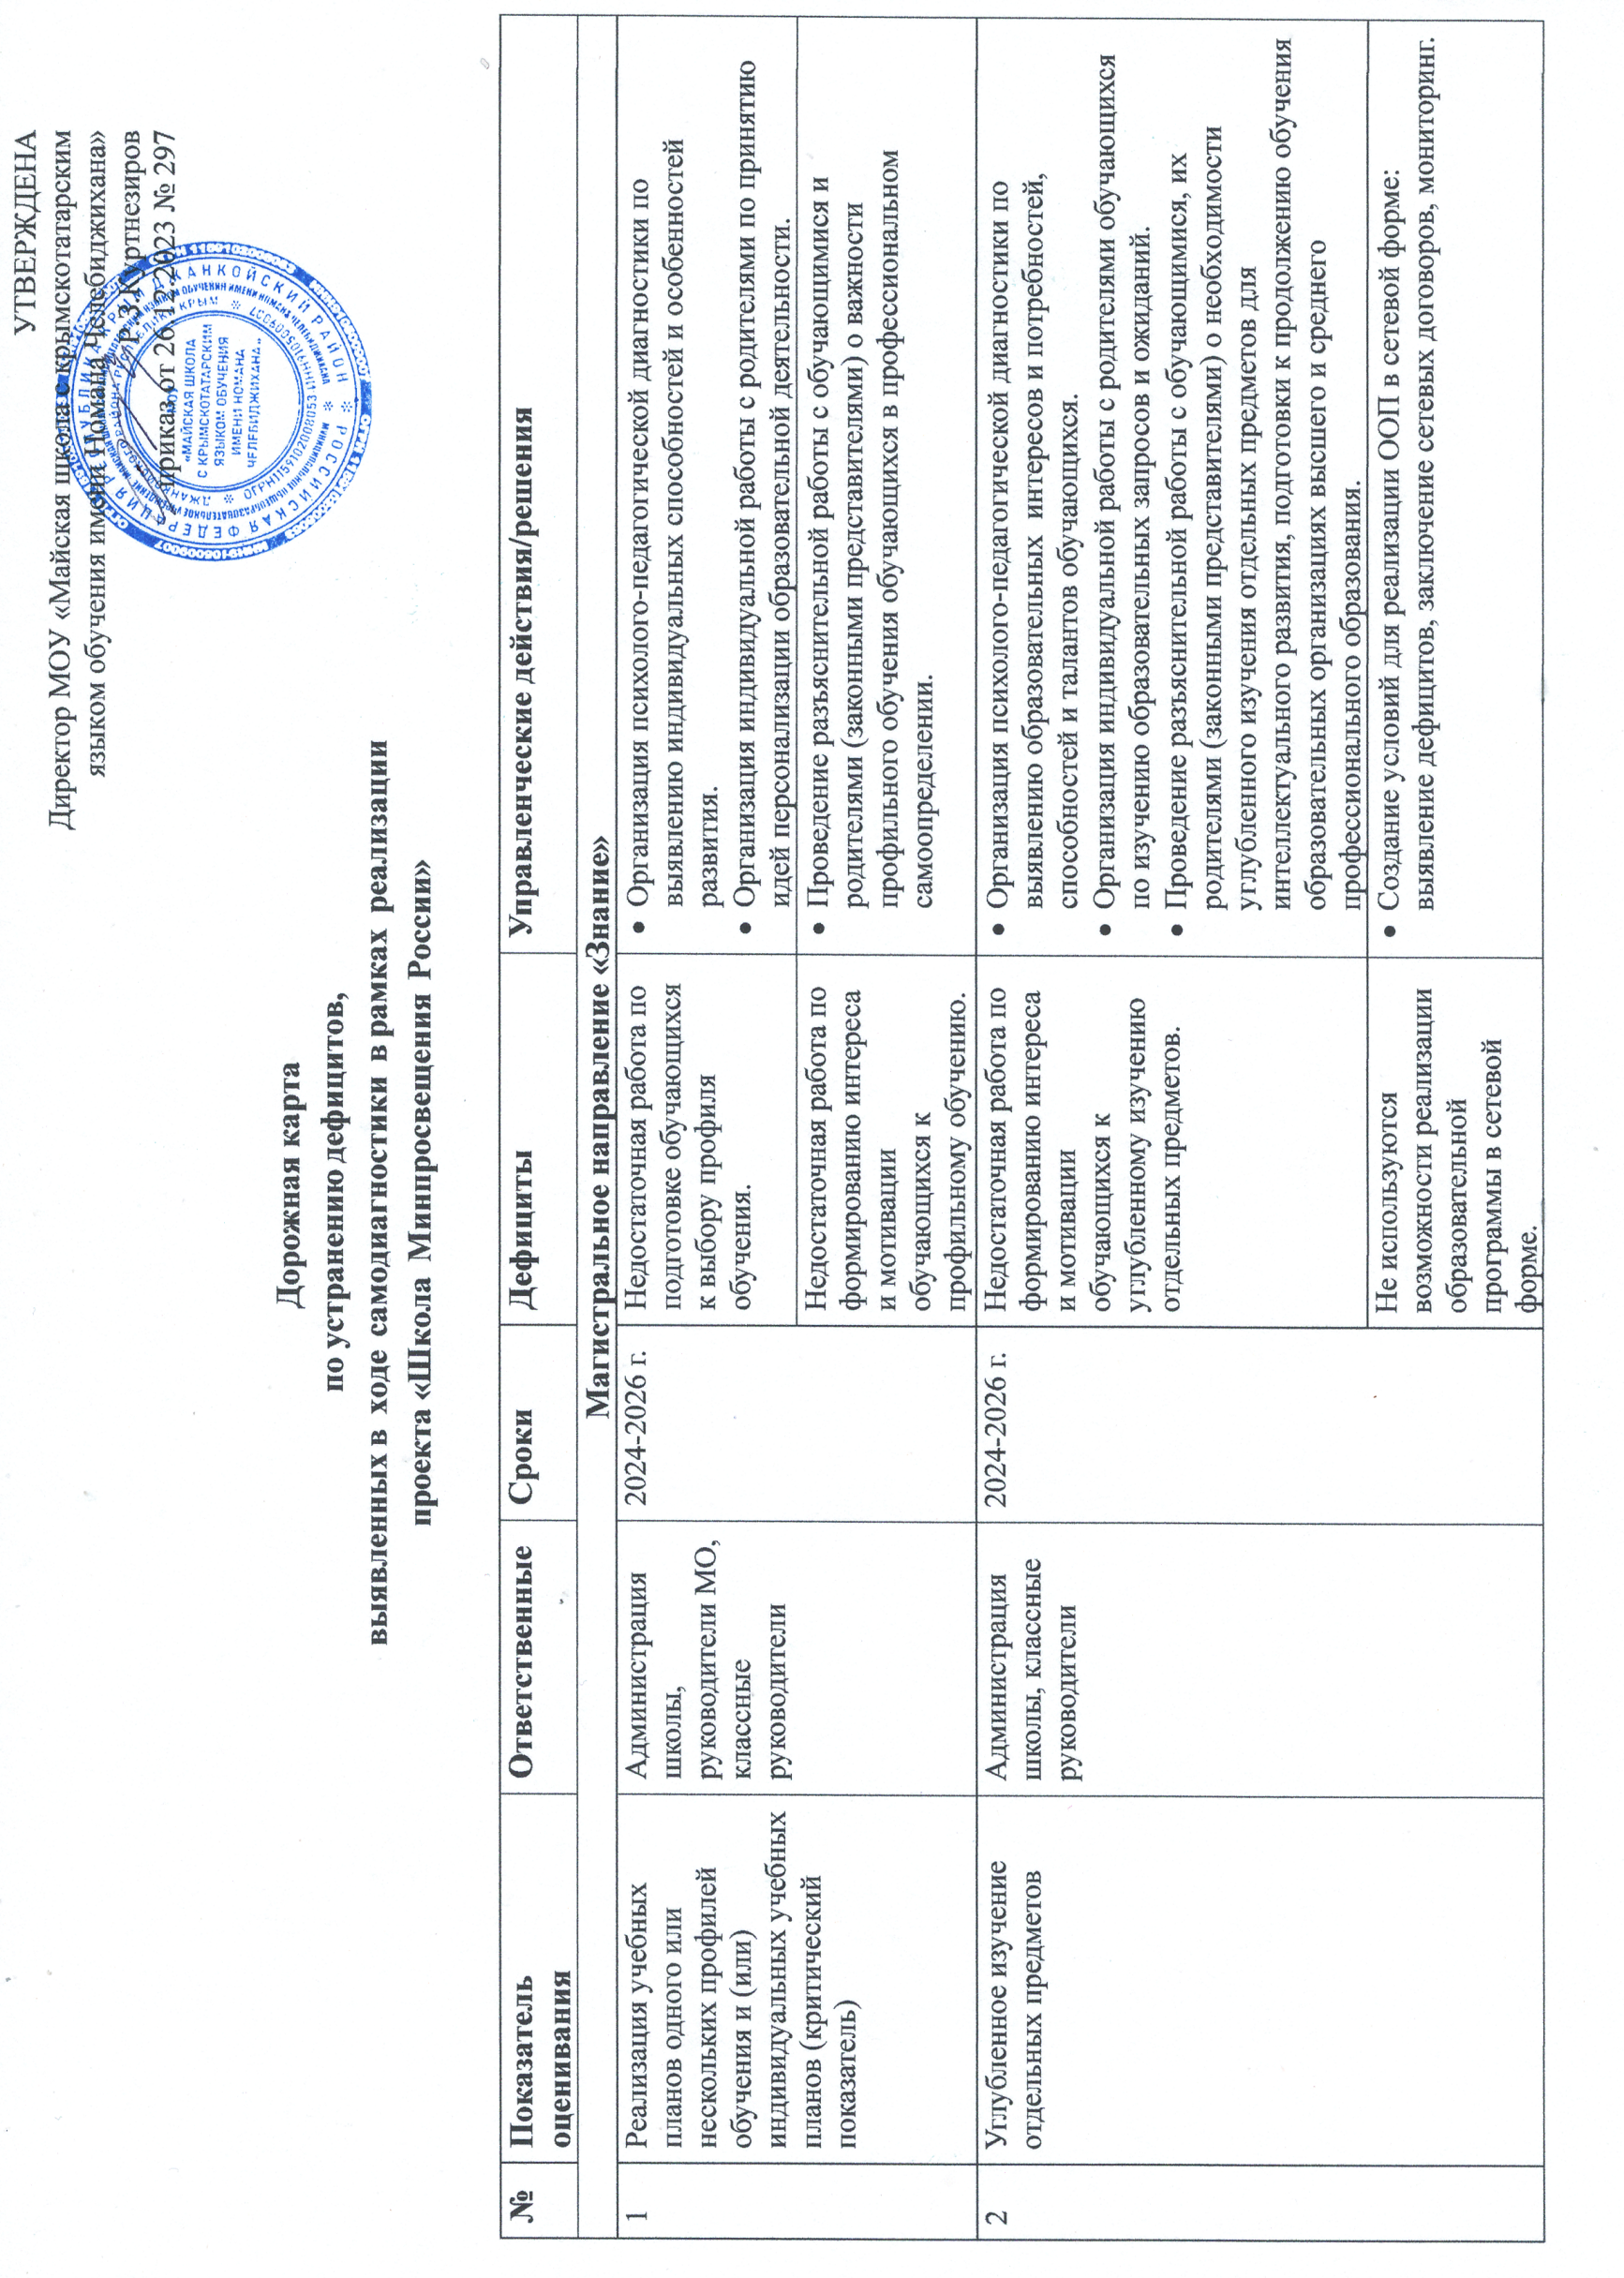 УТВЕРЖДЕНА
Директор МОУ «Майская школа с крымскотатарским
языком обучения имени Номана Челебиджихана»
Р.З.Куртнезиров
приказ от 26.12.2023 № 297
«МАЙСКАЯ ШКОЛА
С КРЫМСКОТАТАРСКИМ
ЯЗЫКОМ ОБУЧЕНИЯ
ИМЕНИ НОМАНА
ЧЕЛЕБИДЖИХАНА»
Дорожная карта
по устранению дефицитов,
выявленных в ходе самодиагностики в рамках реализации
проекта «Школа Минпросвещения России»
№
Показатель
оценивания
Ответственные
Сроки
Дефициты
Управленческие действия/решения
Магистральное направление «Знание»
1
Реализация учебных
планов одного или
нескольких профилей
обучения и (или)
индивидуальных учебных
планов (критический
показатель)
Администрация
школы,
руководители МО,
классные
руководители
2024-2026 г.
Недостаточная работа по
подготовке обучающихся
к выбору профиля
обучения.
• Организация психолого-педагогической диагностики по
выявлению индивидуальных способностей и особенностей
развития.
• Организация индивидуальной работы с родителями по принятию
идей персонализации образовательной деятельности.
Недостаточная работа по
формированию интереса
и мотивации
обучающихся к
профильному обучению.
• Проведение разъяснительной работы с обучающимися и
родителями (законными представителями) о важности
профильного обучения обучающихся в профессиональном
самоопределении.
2
Углубленное изучение
отдельных предметов
Администрация
школы, классные
руководители
2024-2026 г.
Недостаточная работа по
формированию интереса
и мотивации
обучающихся к
углубленному изучению
отдельных предметов.
• Организация психолого-педагогической диагностики по
выявлению образовательных интересов и потребностей,
способностей и талантов обучающихся.
• Организация индивидуальной работы с родителями обучающихся
по изучению образовательных запросов и ожиданий.
• Проведение разъяснительной работы с обучающимися, их
родителями (законными представителями) о необходимости
углубленного изучения отдельных предметов для
интеллектуального развития, подготовки к продолжению обучения
образовательных организациях высшего и среднего
профессионального образования.
Не используются
возможности реализации
образовательной
программы в сетевой
форме.
• Создание условий для реализации ООП в сетевой форме:
выявление дефицитов, заключение сетевых договоров, мониторинг.